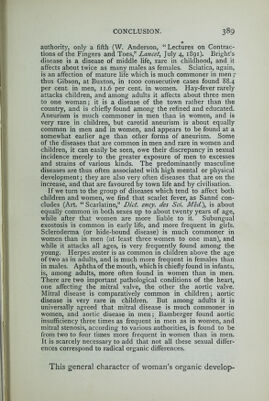 CONCLUSION. 389
authority, only a fifth (W. Anderson, "Lectures on Contrac-
tions of the Fingers and Toes," Lancet, July 4, 1891). Bright's
disease is a disease of middle life, rare in childhood, and it
affects about twice as many males as females. Sciatica, again,
is an affection of mature life which is much commoner in men;
thus Gibson, at Buxton, in 1000 consecutive cases found 88.4
per cent. in men, 11.6 per cent. in women. Hay-fever rarely
attacks children, and among adults it affects about three men
to one woman; it is a disease of the town rather than the
country, and is chiefly found among the refined and educated.
Aneurism is much commoner in men than in women, and is
very rare in children, but carotid aneurism is about equally
common in men and in women, and appears to be found at a
somewhat earlier age than other forms of aneurism. Some
of the diseases that are common in men and rare in women and
children, it can easily be seen, owe their discrepancy in sexual
incidence merely to the greater exposure of men to excesses
and strains of various kinds. The predominantly masculine
diseases are thus often associated with high mental or physical
development; they are also very often diseases that are on the
increase, and that are favoured by town life and by civilisation.
If we turn to the group of diseases which tend to affect both
children and women, we find that scarlet fever, as Sanné con-
cludes (Art. "Scarlatine," Dict. ency. des Sci. Méd.), is about
equally common in both sexes up to about twenty years of age,
while after that women are more liable to it. Subungual
exostosis is common in early life, and more frequent in girls.
Scleroderma (or hide-bound disease) is much commoner in
women than in men (at least three women to one man), and
while it attacks all ages, is very frequently found among the
young. Herpes zoster is as common in children above the age
of two as in adults, and is much more frequent in females than
in males. Aphtha of the mouth, which is chiefly found in infants,
is, among adults, more often found in women than in men.
There are two important pathological conditions of the heart,
one affecting the mitral valve, the other the aortic valve.
Mitral disease is comparatively common in children; aortic
disease is very rare in children. But among adults it is
universally agreed that mitral disease is much commoner in
women, and aortic disease in men; Bamberger found aortic
insufficiency three times as frequent in men as in women, and
mitral stenosis, according to various authorities, is found to be
from two to four times more frequent in women than in men.
It is scarcely necessary to add that not all these sexual differ-
ences correspond to radical organic differences.
This general character of woman's organic develop-